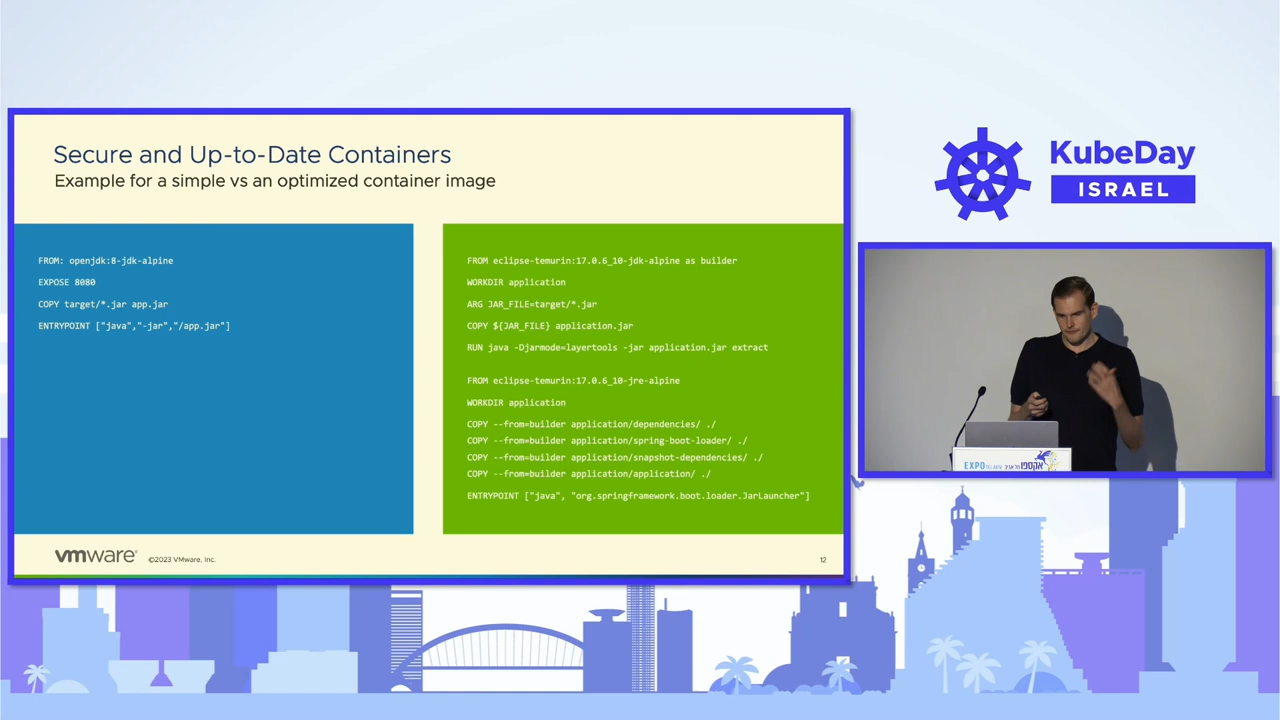 Secure and Up-to-Date Containers
Example for a simple vs an optimized container image
FROM: openjdk:8-jdk-alpine
EXPOSE 8080
COPY target/*.jar app.jar
ENTRYPOINT ["java","-jar","/app.jar"]
FROM eclipse-temurin:17.0.6_10-jdk-alpine as builder
WORKDIR application
ARG JAR_FILE=target/*.jar
COPY ${JAR_FILE} application.jar
RUN java -Djarmode=layertools -jar application.jar extract
FROM eclipse-temurin:17.0.6_10-jre-alpine
WORKDIR application
COPY --from=builder application/dependencies/ ./
COPY --from=builder application/spring-boot-loader/ ./
COPY --from=builder application/snapshot-dependencies/ ./
COPY --from=builder application/application/ ./
ENTRYPOINT ["java", "org.springframework.boot.loader.JarLauncher"]
vmware® ©2023 VMware, Inc. 12
KubeDay
ISRAEL
EXPO TEL AVIV אקספו תל אביב